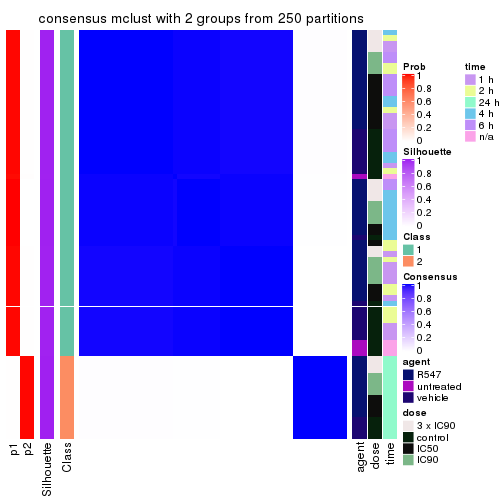 consensus mclust with 2 groups from 250 partitions
Prob
1
0.8
0.6
0.4
0.2
0
Silhouette
1
0.8
0.6
0.4
0.2
0
Class
1
2
Consensus
1
0.8
0.6
0.4
0.2
0
agent
R547
untreated
vehicle
dose
3 x IC90
control
IC50
IC90
time
1 h
2 h
24 h
4 h
6 h
n/a
p1
p2
Silhouette
Class
agent
dose
time